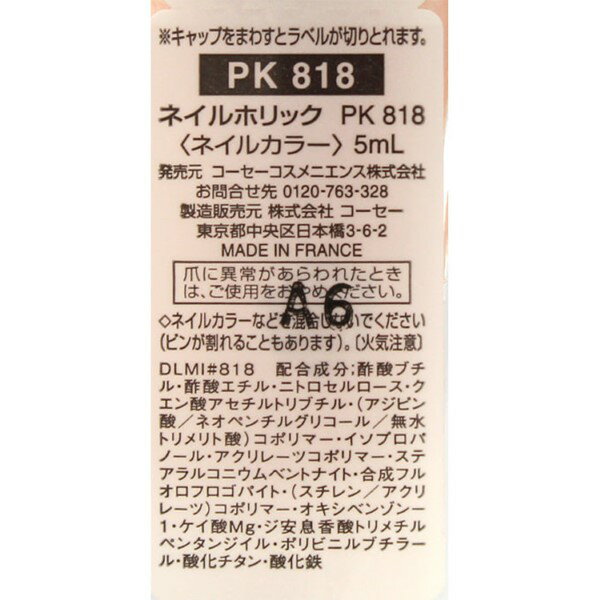 ※キャップをまわすとラベルが切りとれます。
PK 818
ネイルホリック PK 818
〈ネイルカラー〉5mL
発売元 コーセーコスメニエンス株式会社
お問合せ先 0120-763-328
製造販売元 株式会社 コーセー
東京都中央区日本橋3-6-2
MADE IN FRANCE
爪に異常があらわれたとき
は、ご使用をおやめください。
A6
◇ネイルカラーなどを混合しないでください
(ビンが割れることもあります)。〔火気注意〕
DLMI#818 配合成分;酢酸ブチ
ル・酢酸エチル・ニトロセルロース・ク
エン酸アセチルトリブチル・(アジピン
酸/ネオペンチルグリコール/無水
トリメリト酸)コポリマー・イソプロパ
ノール・アクリレーツコポリマー・ステ
アラルコニウムベントナイト・合成フル
オロフロゴパイト・(スチレン/アクリ
レーツ)コポリマー・オキシベンゾン-
1・ケイ酸Mg・ジ安息香酸トリメチル
ペンタンジイル・ポリビニルブチラー
ル・酸化チタン・酸化鉄